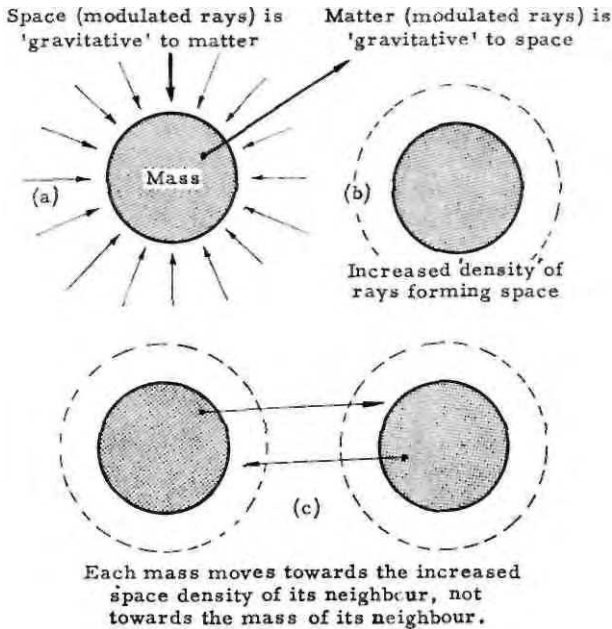 Space (modulated rays) is
'gravitative' to matter
Matter (modulated rays) is
'gravitative' to space
Mass
(a)
(b)
Increased 'density' of
rays forming space
(c)
Each mass moves towards the increased
space density of its neighbour, not
towards the mass of its neighbour.